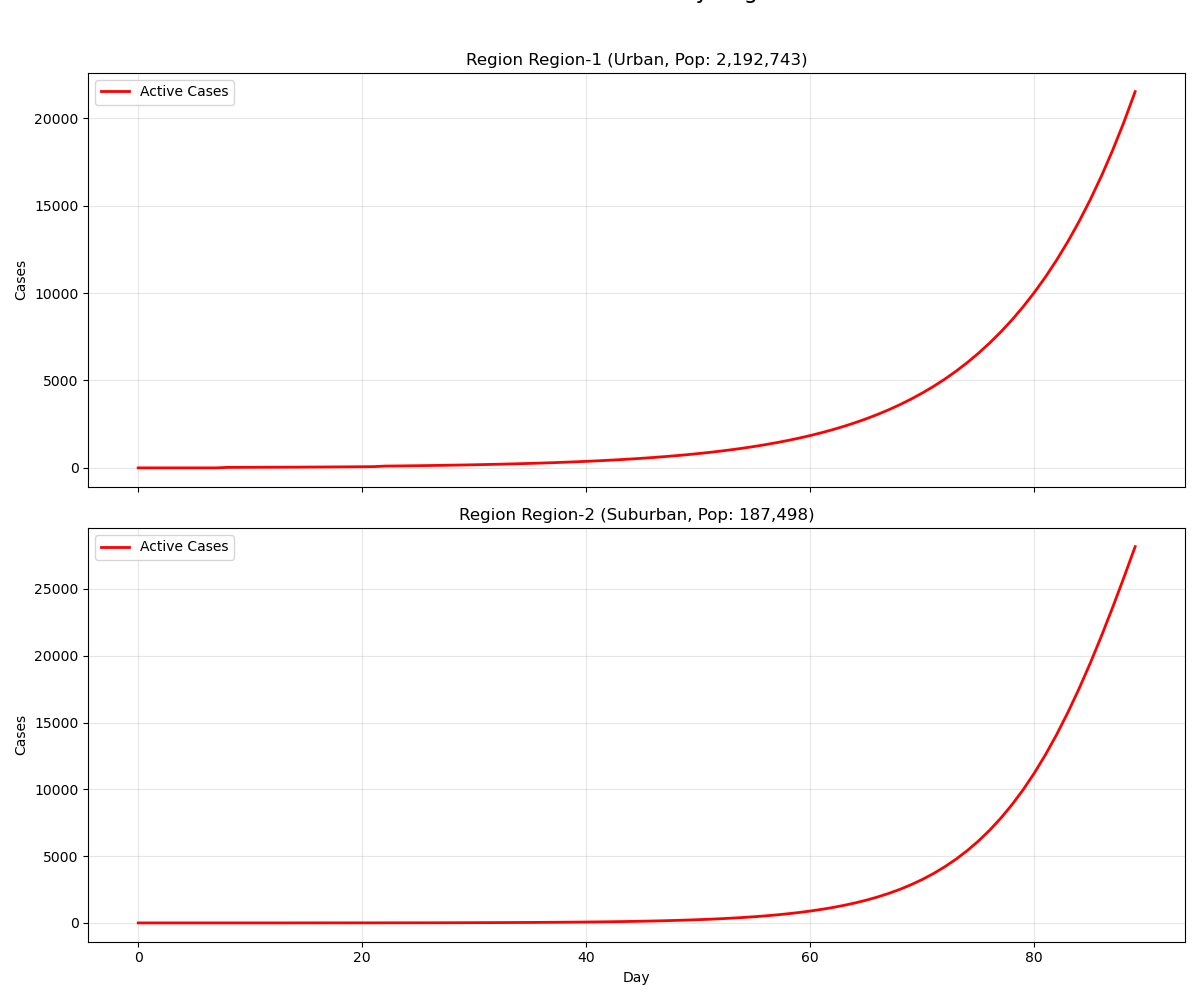 Region Region-1 (Urban, Pop: 2,192,743)
Active Cases
20000
15000
10000
5000
0
Cases
Region Region-2 (Suburban, Pop: 187,498)
Active Cases
25000
20000
15000
10000
5000
0
Cases
0 20 40 60 80
Day